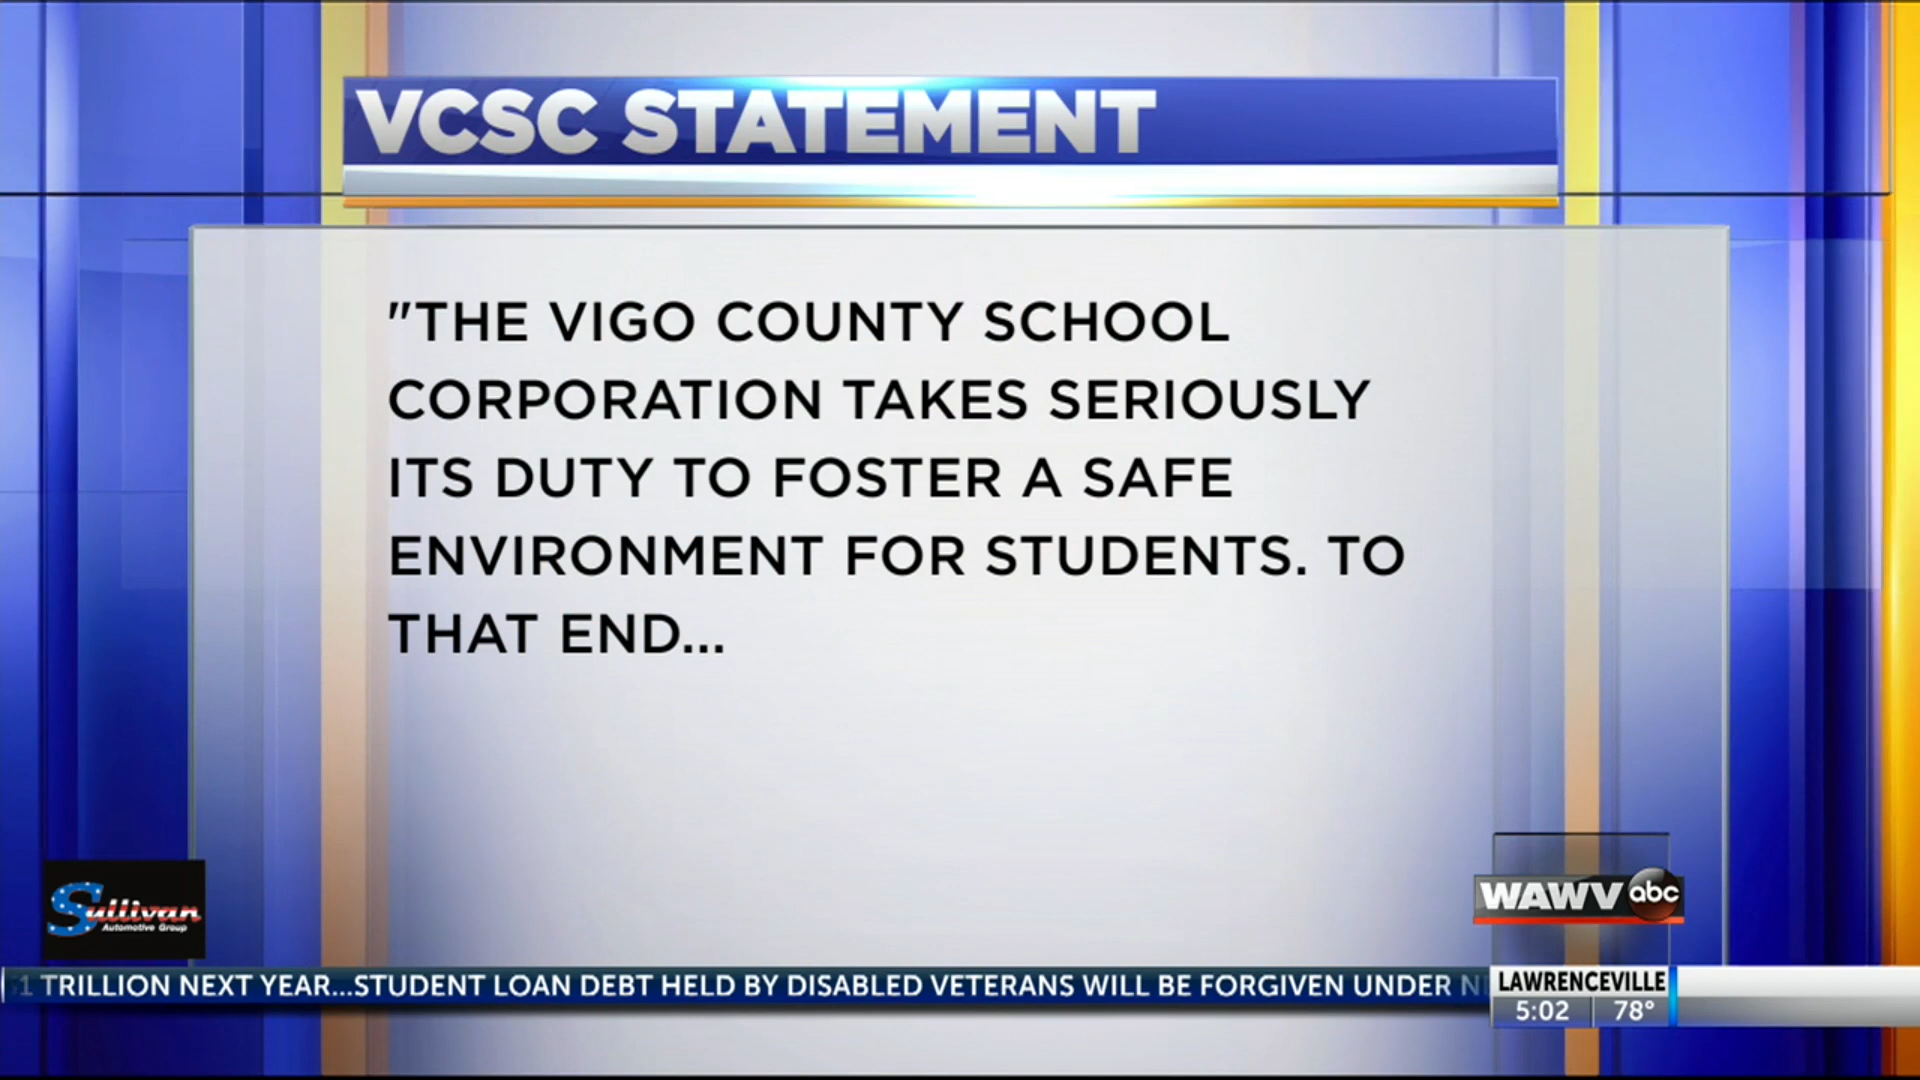 VCSC STATEMENT
"THE VIGO COUNTY SCHOOL
CORPORATION TAKES SERIOUSLY
ITS DUTY TO FOSTER A SAFE
ENVIRONMENT FOR STUDENTS. TO
THAT END...
Sullivan
Automotive Group
WAWV abc
1 TRILLION NEXT YEAR...STUDENT LOAN DEBT HELD BY DISABLED VETERANS WILL BE FORGIVEN UNDER
LAWRENCEVILLE
5:02 78°